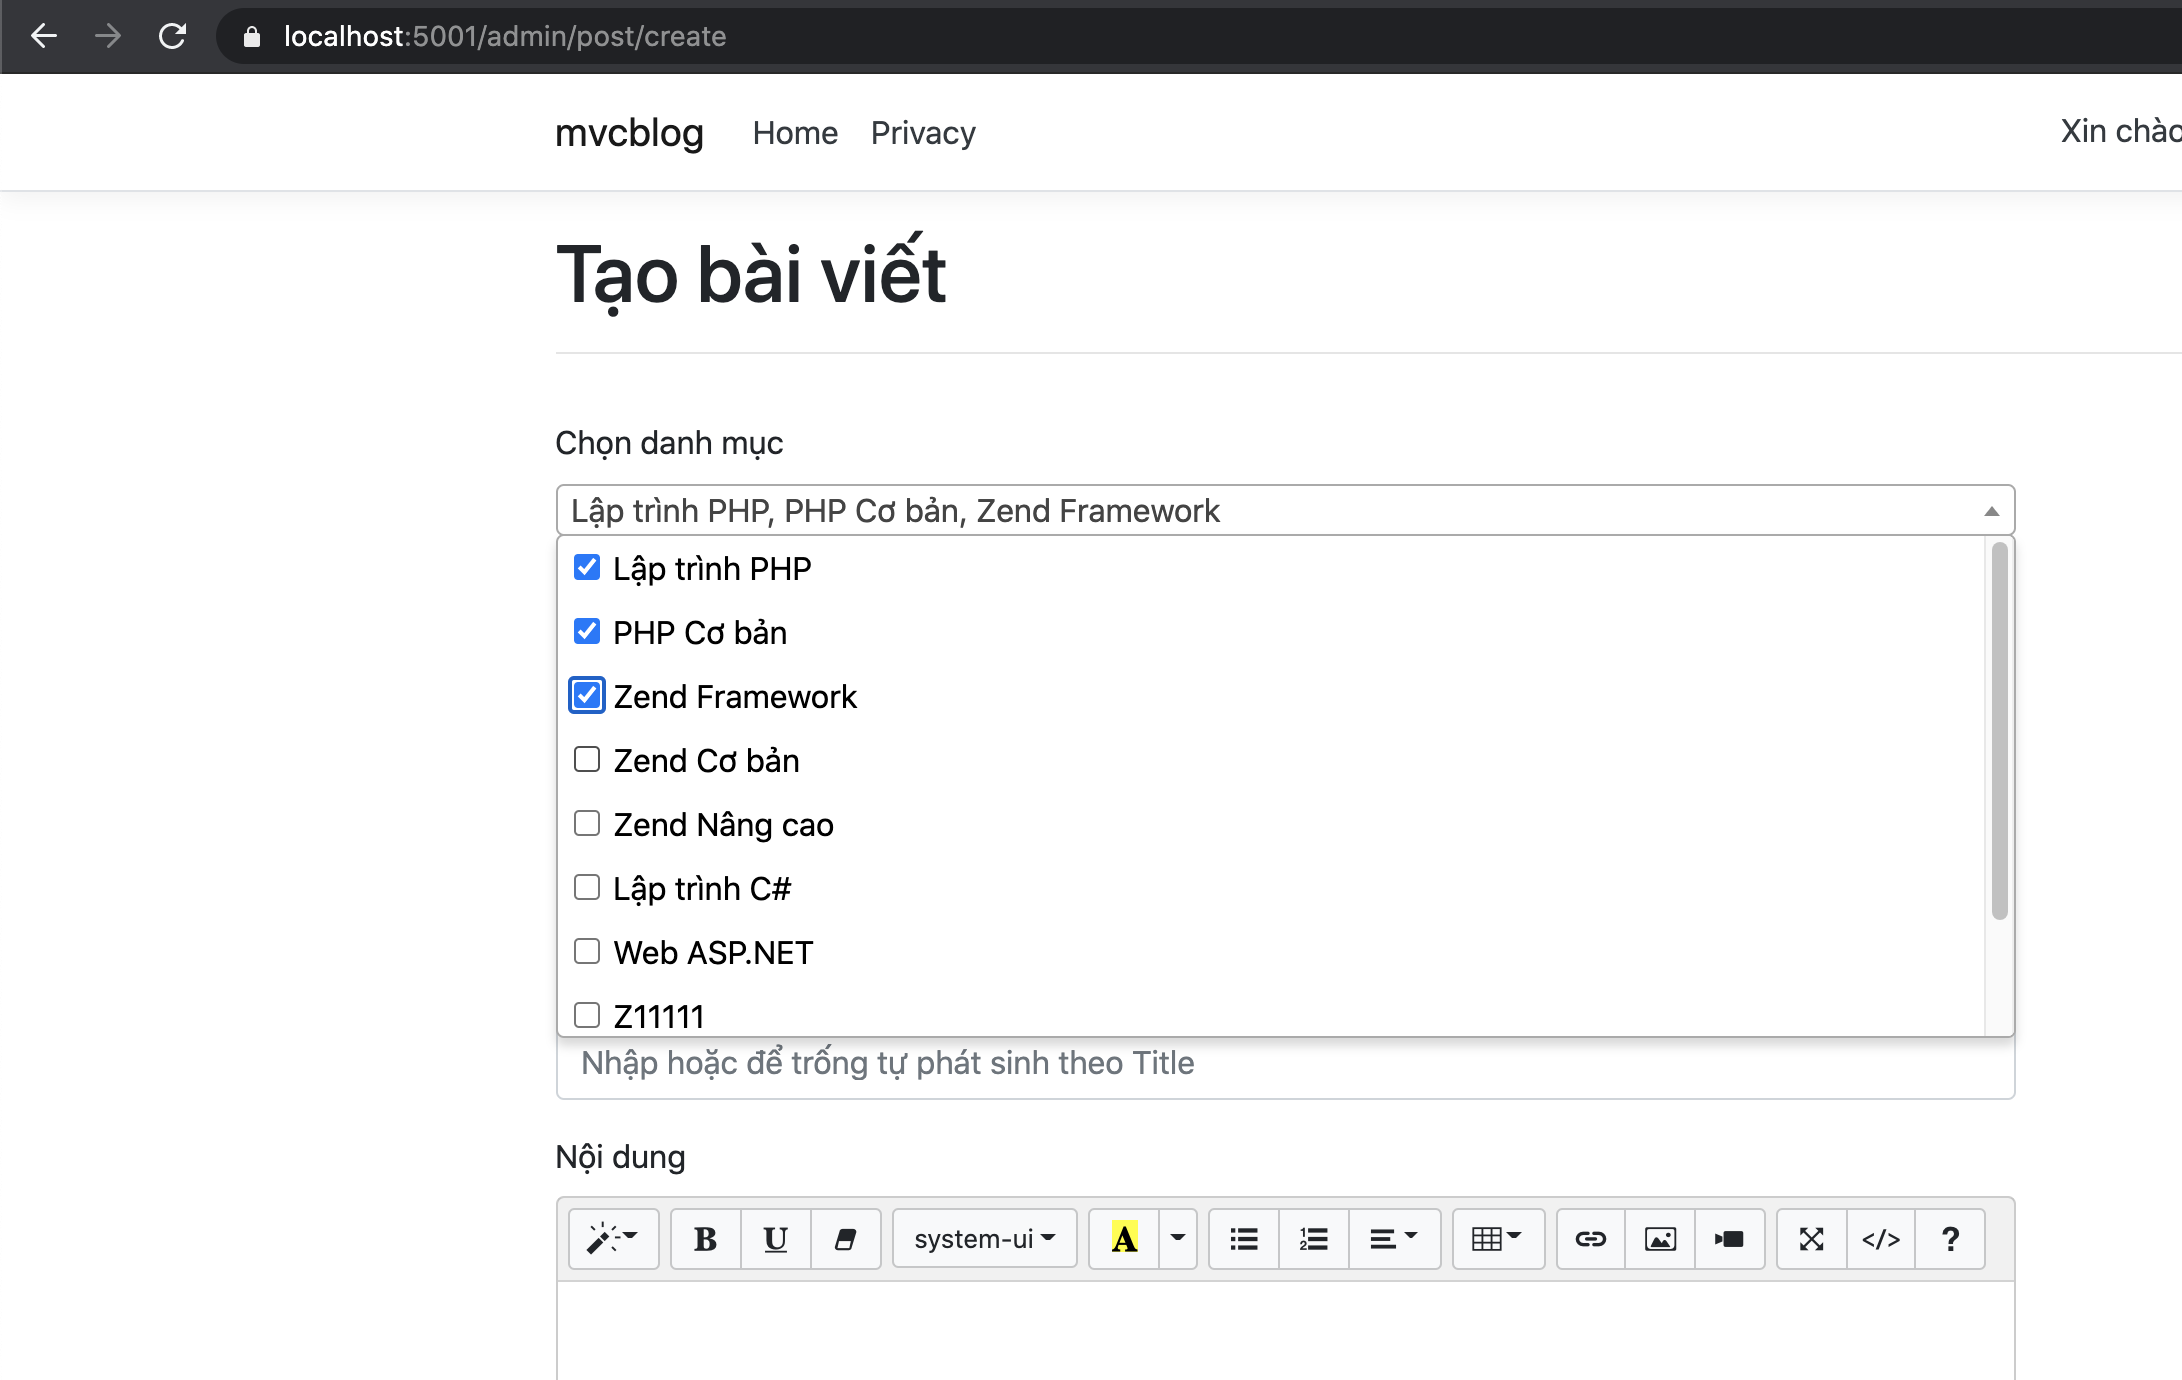 localhost:5001/admin/post/create
mvcblog Home Privacy Xin chào
Tạo bài viết
Chọn danh mục
Lập trình PHP, PHP Cơ bản, Zend Framework
Lập trình PHP
PHP Cơ bản
Zend Framework
Zend Cơ bản
Zend Nâng cao
Lập trình C#
Web ASP.NET
Z11111
Nhập hoặc để trống tự phát sinh theo Title
Nội dung
B U system-ui A </> ?